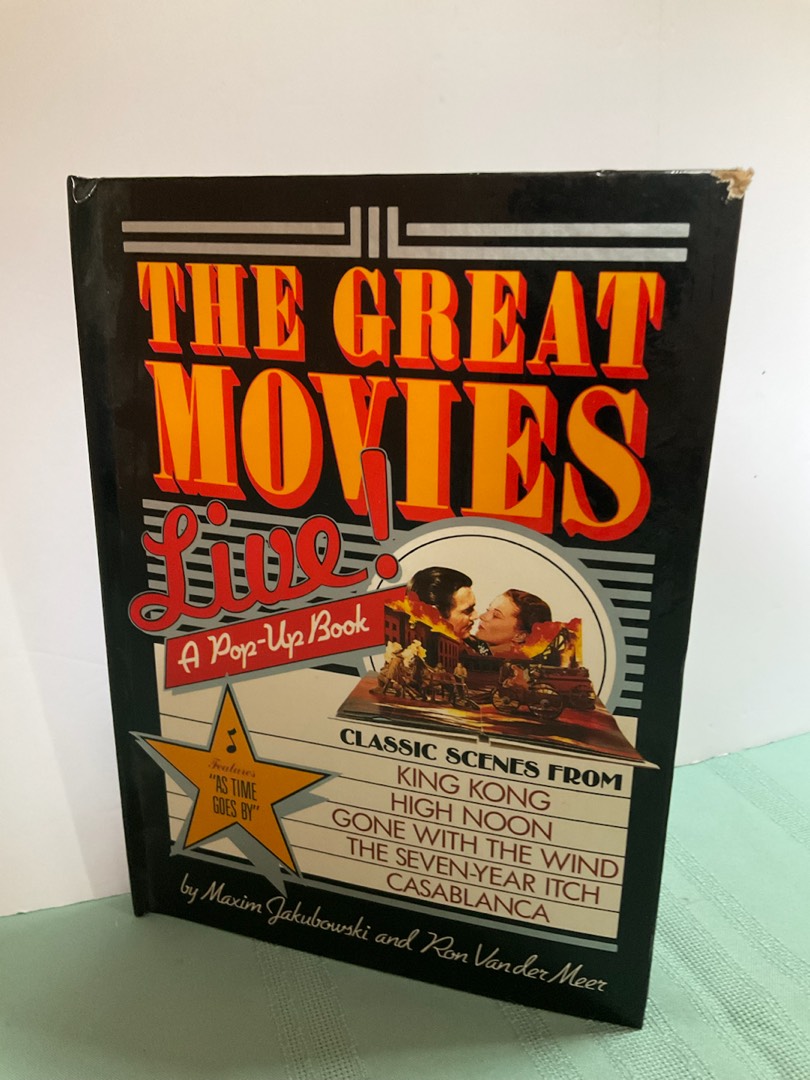 THE GREAT
MOVIES
Live!
A Pop-Up Book
CLASSIC SCENES FROM
KING KONG
HIGH NOON
GONE WITH THE WIND
THE SEVEN-YEAR ITCH
CASABLANCA
Features
"AS TIME
GOES BY"
by Maxim Jakubowski and Ron Van der Meer